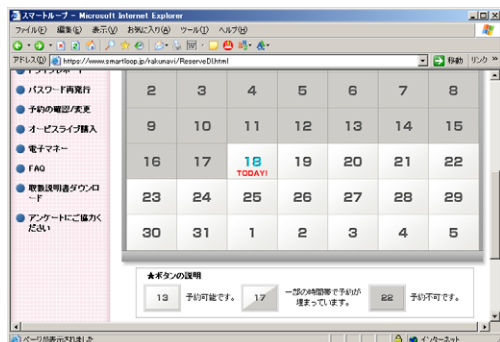 スマートループ - Microsoft Internet Explorer
ファイル(F) 編集(E) 表示(V) お気に入り(A) ツール(T) ヘルプ(H)
アドレス(D) https://www.smartloop.jp/rakunavi/ReserveD.html 移動 リンク »
パスワード再発行
予約の確認/変更
オービスライブ購入
電子マネー
FAQ
取扱説明書ダウンロ
ード
アンケートにご協力く
ださい
2 3 4 5 6 7 8
9 10 11 12 13 14 15
16 17 18 19 20 21 22
TODAY!
23 24 25 26 27 28 29
30 31 1 2 3 4 5
★ボタンの説明
13 予約可能です。 17 一部の時間帯で予約が 22 予約不可です。
埋まっています。
ページが表示されました インターネット